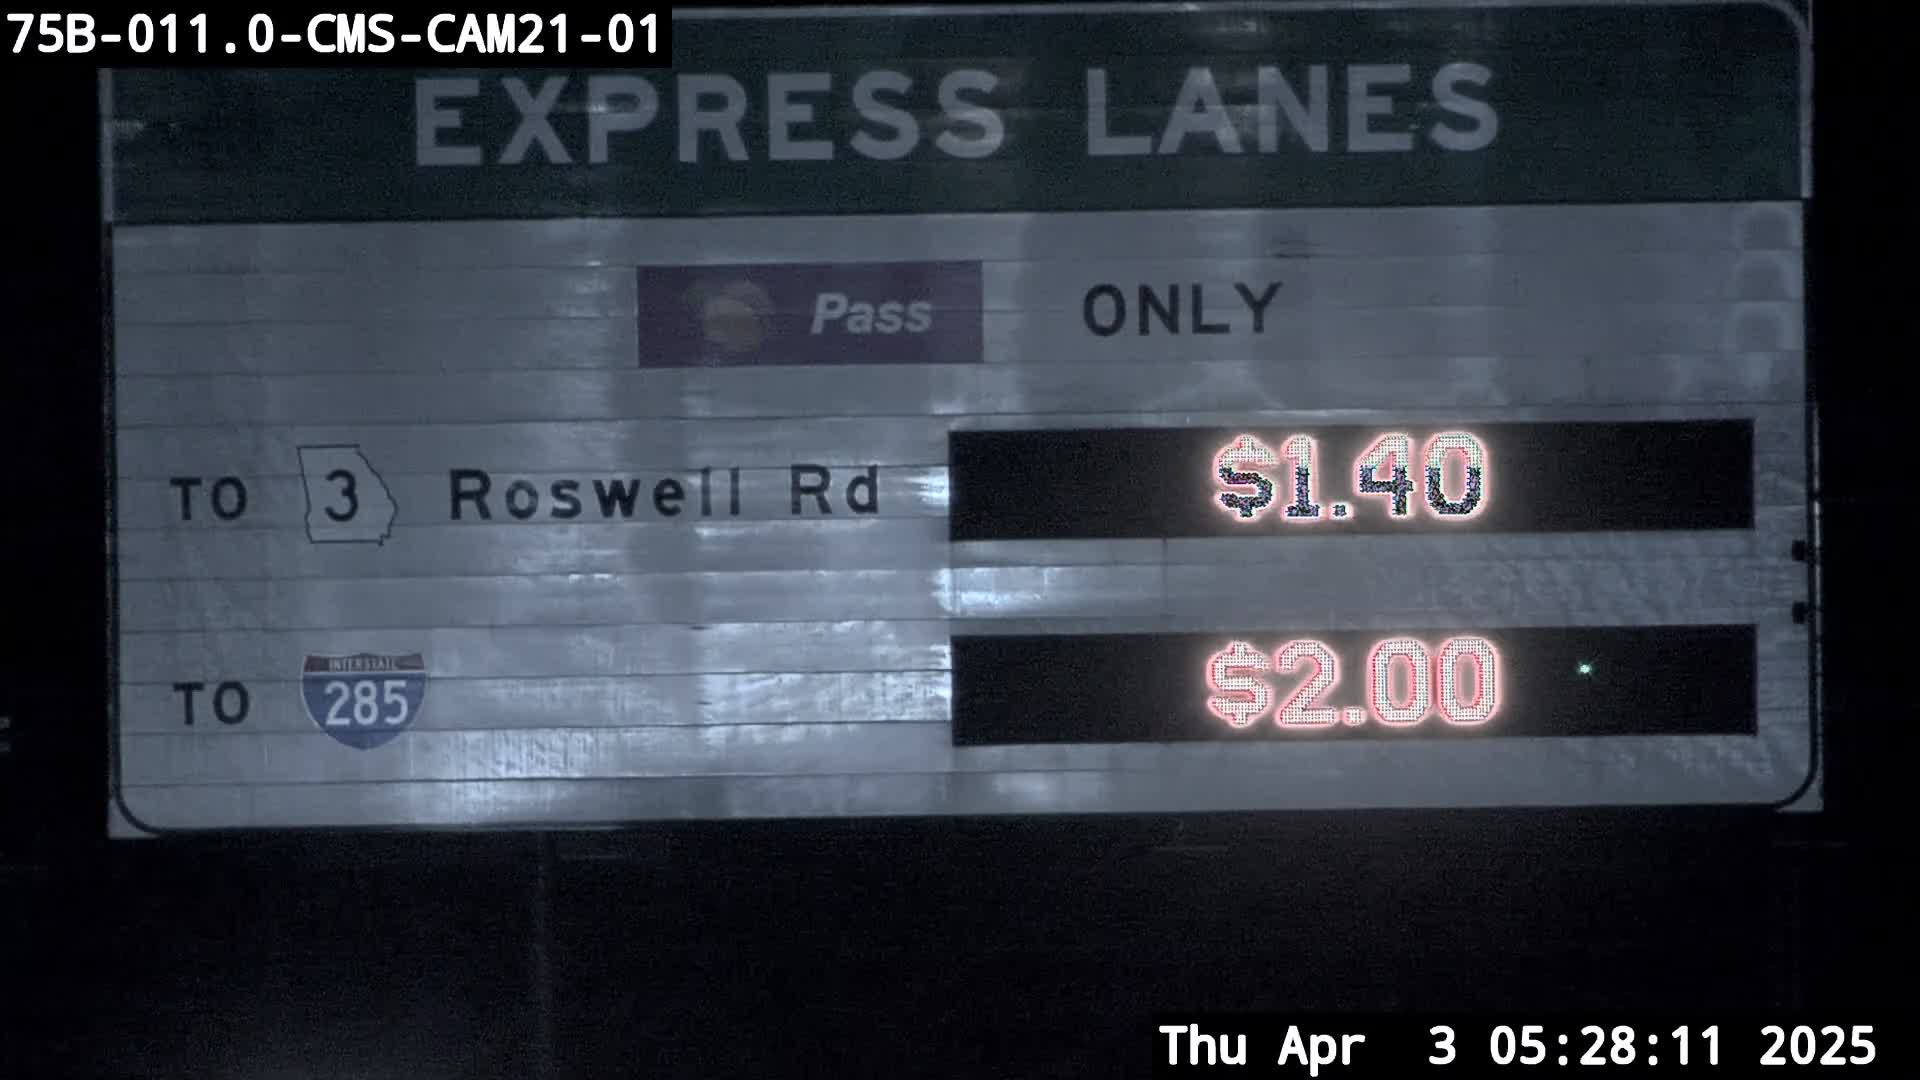 75B-011.0-CMS-CAM21-01
EXPRESS LANES
Pass ONLY
TO 3 Roswell Rd $1.40
TO INTERSTATE 285 $2.00
Thu Apr 3 05:28:11 2025